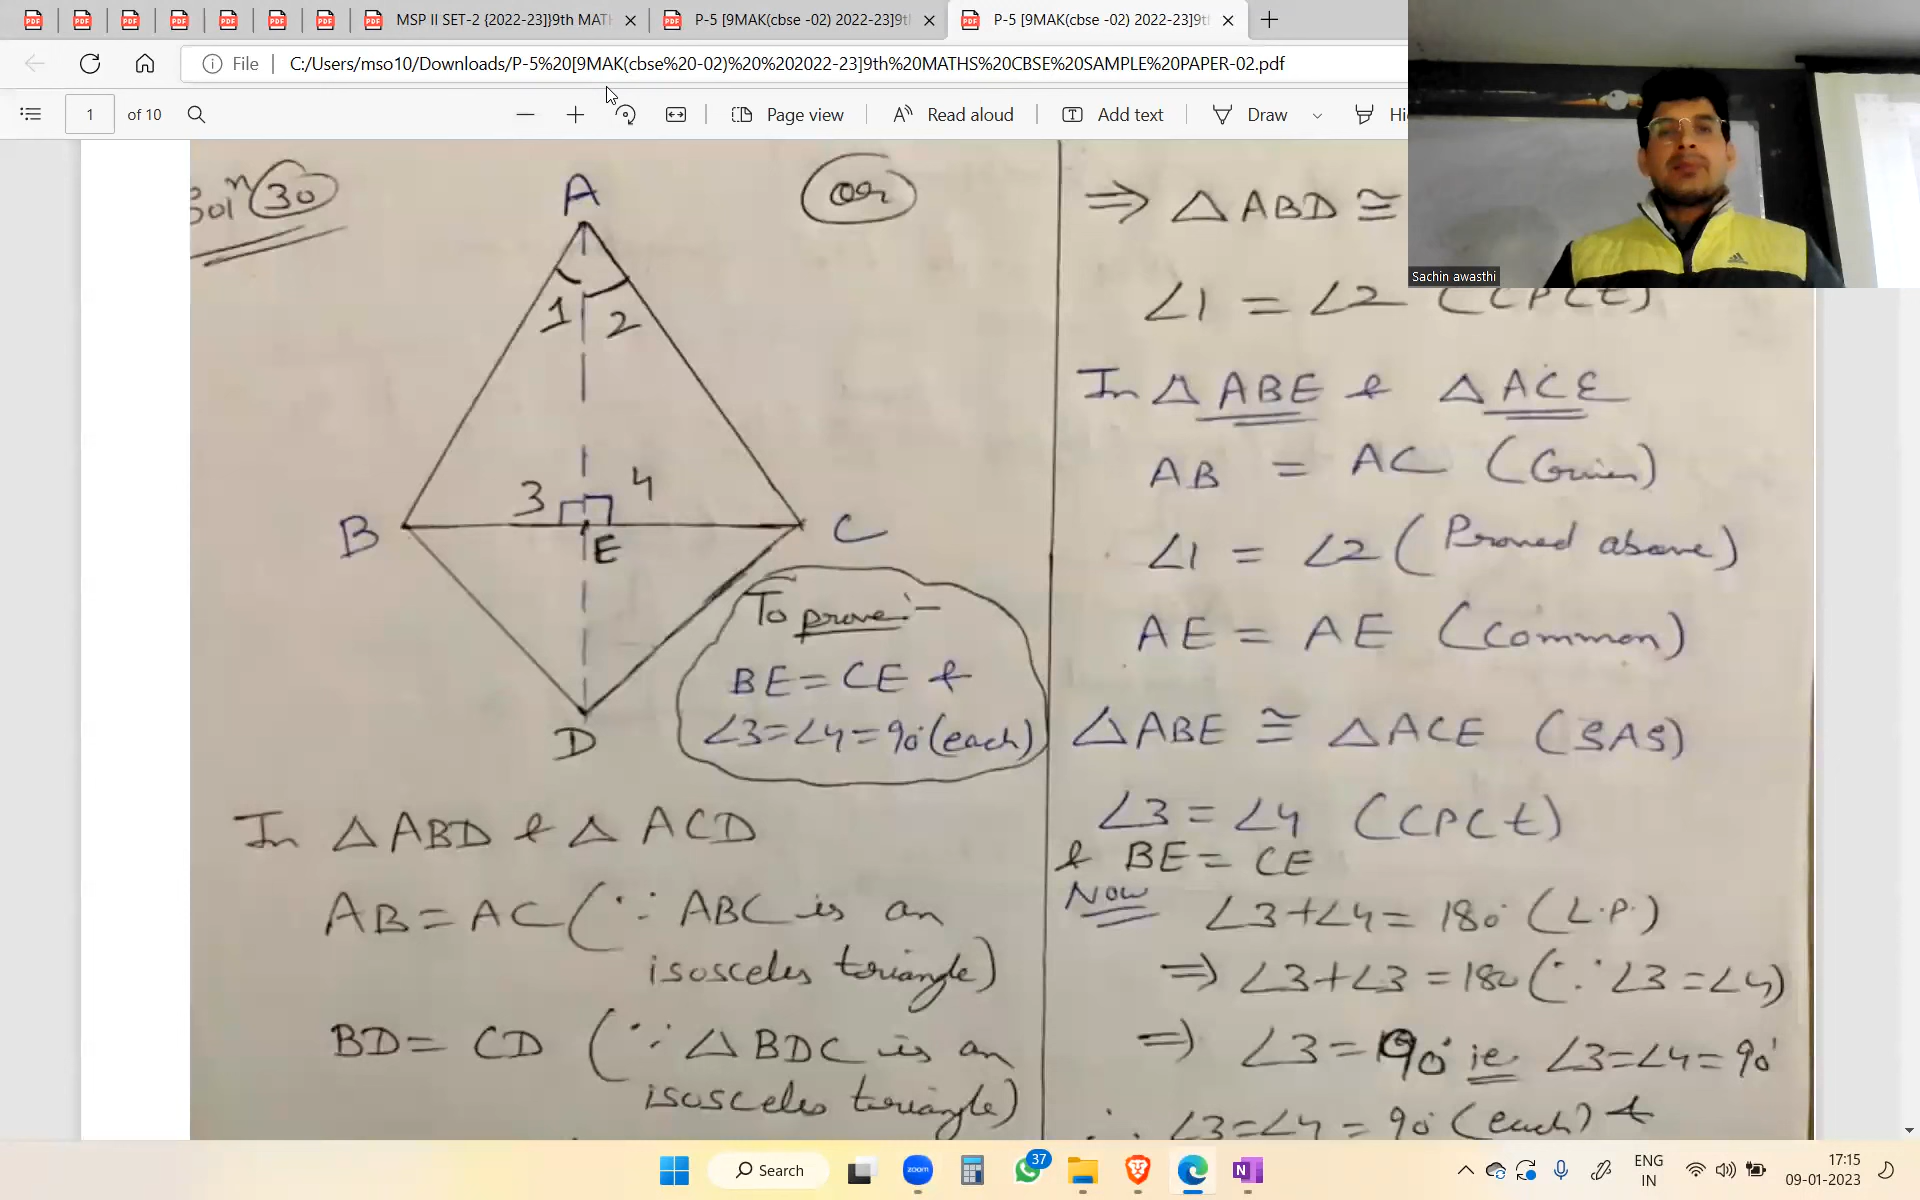 MSP II SET-2 {2022-23}}9th MAT
P-5 [9MAK(cbse -02) 2022-23]9th
P-5 [9MAK(cbse -02) 2022-23]9th
File
C:/Users/mso10/Downloads/P-5%20[9MAK(cbse%20-02)%20%202022-23]9th%20MATHS%20CBSE%20SAMPLE%20PAPER-02.pdf
1 of 10
Page view
Read aloud
Add text
Draw
Hi
Sachin awasthi
Solⁿ 30
or
A
1 2
3 4
B
E
C
D
To prove:-
BE = CE &
∠3=∠4=90°(each)
In △ABD & △ ACD
AB = AC (∵ ABC is an
isosceles triangle)
BD = CD (∵ △BDC is an
isosceles triangle)
⇒ △ABD ≅
∠1 = ∠2 (CPCt)
In △ABE & △ACE
AB = AC (Given)
∠1 = ∠2 (Proved above)
AE = AE (common)
△ABE ≅ △ACE (SAS)
∠3 = ∠4 (CPCt)
& BE = CE
Now ∠3+∠4 = 180° (L.P.)
⇒ ∠3+∠3 = 180 (∵ ∠3=∠4)
⇒ ∠3 = 90° ie ∠3=∠4=90°
∴ ∠3=∠4 = 90° (each) &
Search
zoom
37
ENG
IN
17:15
09-01-2023